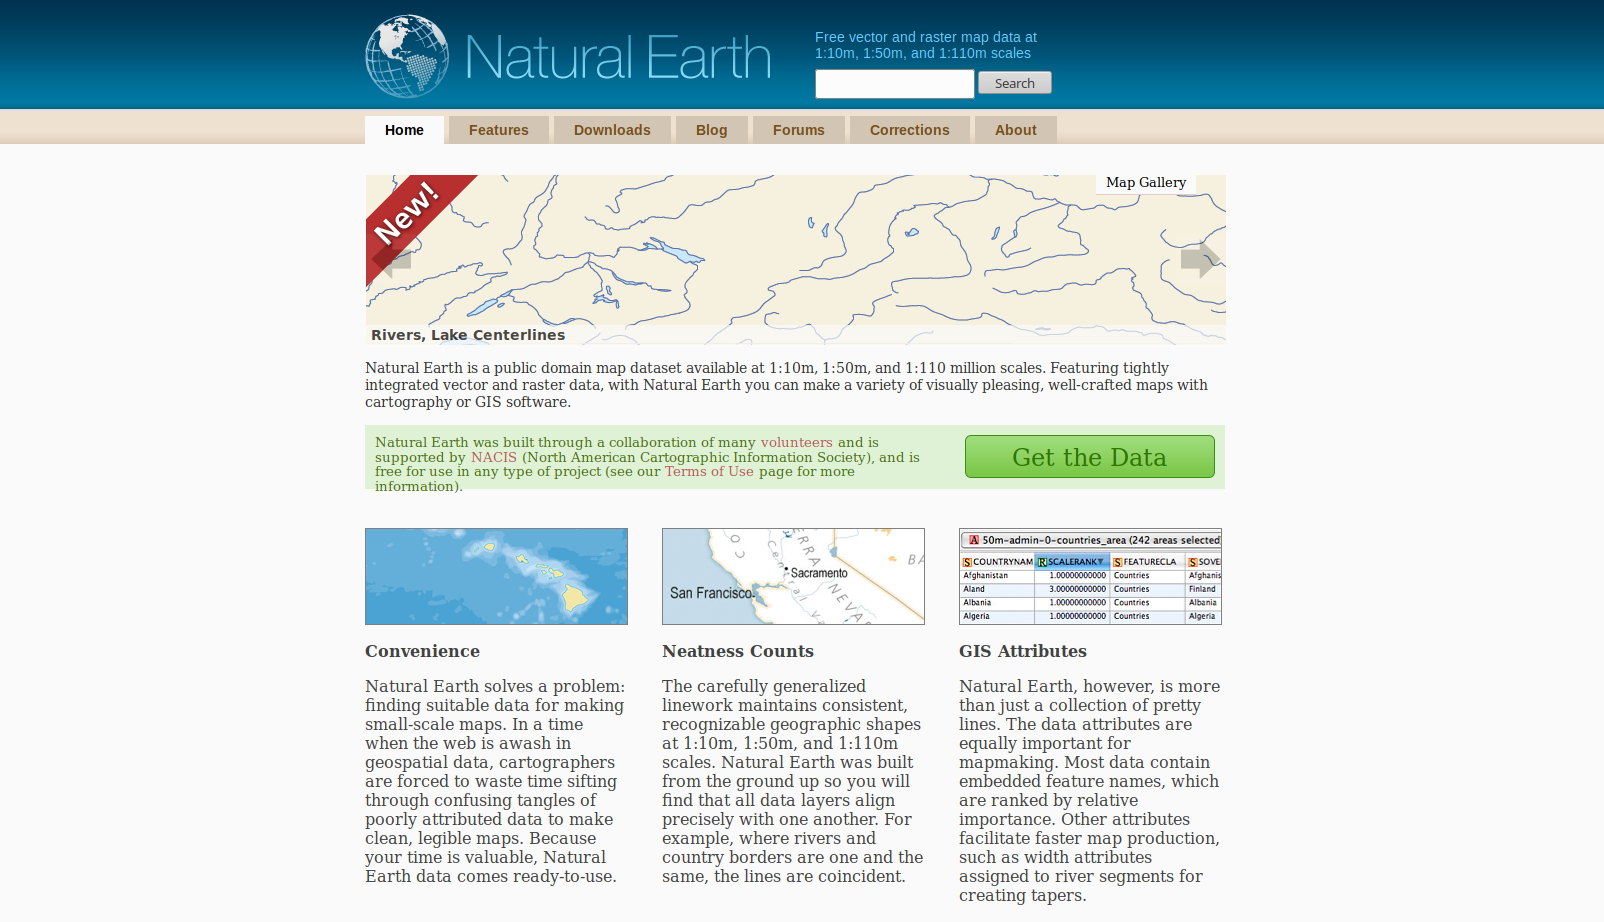 Natural Earth
Free vector and raster map data at
1:10m, 1:50m, and 1:110m scales
Search
Home
Features
Downloads
Blog
Forums
Corrections
About
New!
Map Gallery
Rivers, Lake Centerlines
Natural Earth is a public domain map dataset available at 1:10m, 1:50m, and 1:110 million scales. Featuring tightly
integrated vector and raster data, with Natural Earth you can make a variety of visually pleasing, well-crafted maps with
cartography or GIS software.
Natural Earth was built through a collaboration of many volunteers and is
supported by NACIS (North American Cartographic Information Society), and is
free for use in any type of project (see our Terms of Use page for more
information).
Get the Data
Convenience
Natural Earth solves a problem:
finding suitable data for making
small-scale maps. In a time
when the web is awash in
geospatial data, cartographers
are forced to waste time sifting
through confusing tangles of
poorly attributed data to make
clean, legible maps. Because
your time is valuable, Natural
Earth data comes ready-to-use.
Sacramento
San Francisco
Neatness Counts
The carefully generalized
linework maintains consistent,
recognizable geographic shapes
at 1:10m, 1:50m, and 1:110m
scales. Natural Earth was built
from the ground up so you will
find that all data layers align
precisely with one another. For
example, where rivers and
country borders are one and the
same, the lines are coincident.
A 50m-admin-0-countries_area (242 areas selected)
S COUNTRYNAM R SCALERANK S FEATURECLA S SOVE
Afghanistan 1.00000000000 Countries Afghanis
Aland 3.00000000000 Countries Finland
Albania 1.00000000000 Countries Albania
Algeria 1.00000000000 Countries Algeria
GIS Attributes
Natural Earth, however, is more
than just a collection of pretty
lines. The data attributes are
equally important for
mapmaking. Most data contain
embedded feature names, which
are ranked by relative
importance. Other attributes
facilitate faster map production,
such as width attributes
assigned to river segments for
creating tapers.